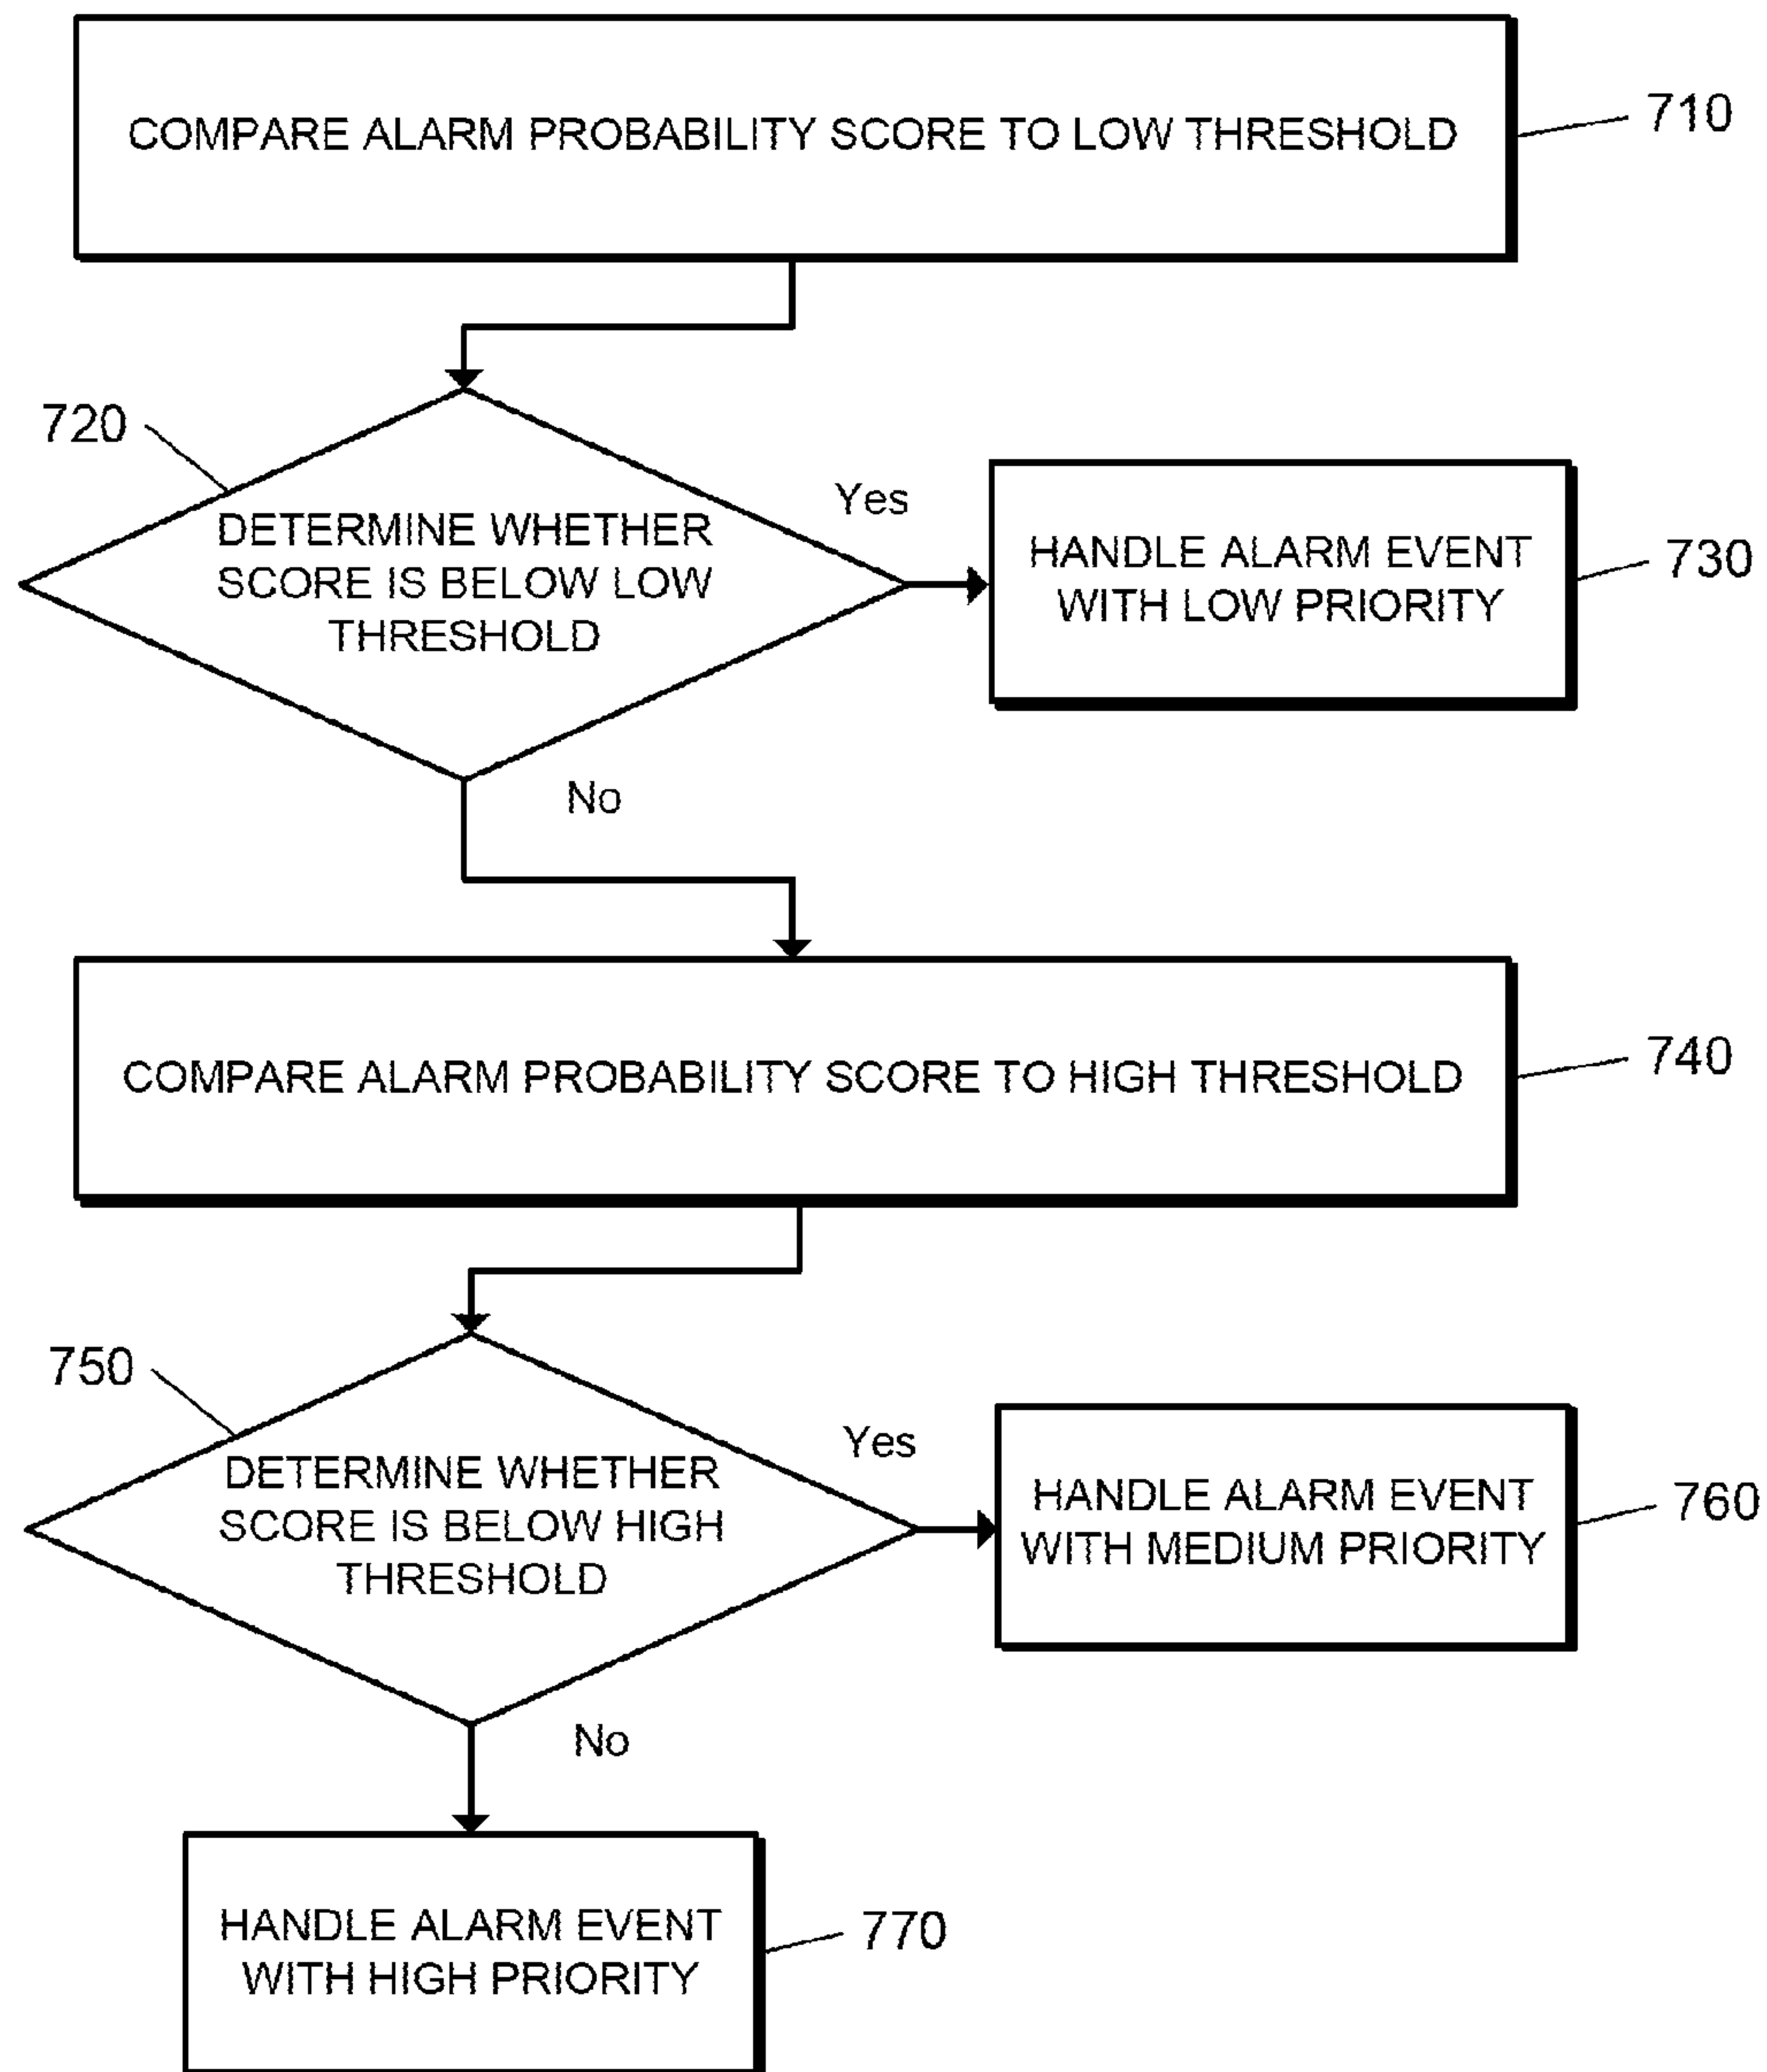 COMPARE ALARM PROBABILITY SCORE TO LOW THRESHOLD
710
720
DETERMINE WHETHER
SCORE IS BELOW LOW
THRESHOLD
Yes
HANDLE ALARM EVENT
WITH LOW PRIORITY
730
No
COMPARE ALARM PROBABILITY SCORE TO HIGH THRESHOLD
740
750
DETERMINE WHETHER
SCORE IS BELOW HIGH
THRESHOLD
Yes
HANDLE ALARM EVENT
WITH MEDIUM PRIORITY
760
No
HANDLE ALARM EVENT
WITH HIGH PRIORITY
770